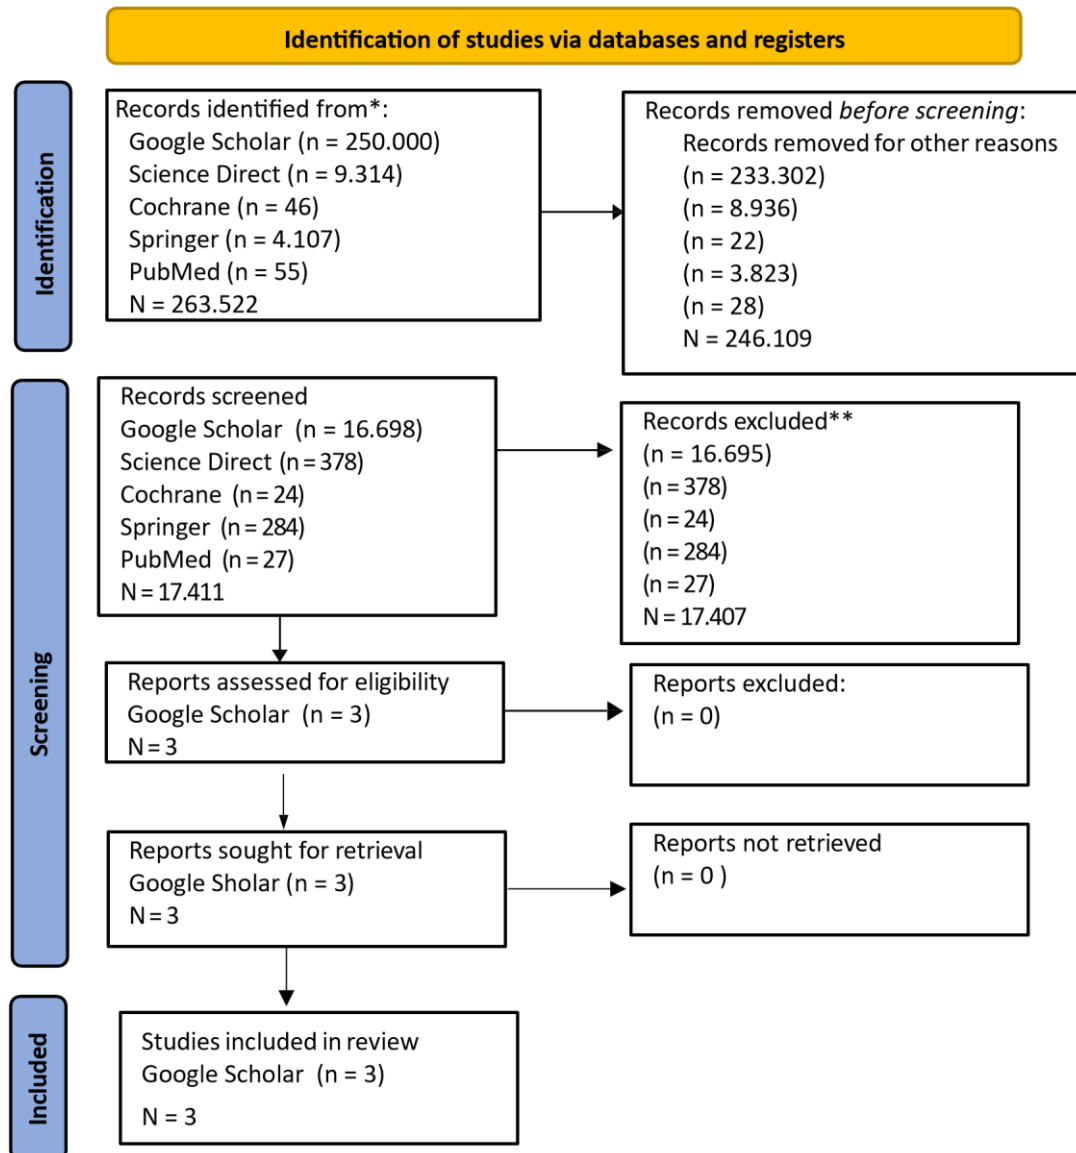 Identification of studies via databases and registers
Identification
Records identified from*:
Google Scholar (n = 250.000)
Science Direct (n = 9.314)
Cochrane (n = 46)
Springer (n = 4.107)
PubMed (n = 55)
N = 263.522
Records removed before screening:
Records removed for other reasons
(n = 233.302)
(n = 8.936)
(n = 22)
(n = 3.823)
(n = 28)
N = 246.109
Screening
Records screened
Google Scholar (n = 16.698)
Science Direct (n = 378)
Cochrane (n = 24)
Springer (n = 284)
PubMed (n = 27)
N = 17.411
Records excluded**
(n = 16.695)
(n = 378)
(n = 24)
(n = 284)
(n = 27)
N = 17.407
Reports assessed for eligibility
Google Scholar (n = 3)
N = 3
Reports excluded:
(n = 0)
Reports sought for retrieval
Google Sholar (n = 3)
N = 3
Reports not retrieved
(n = 0 )
Included
Studies included in review
Google Scholar (n = 3)
N = 3